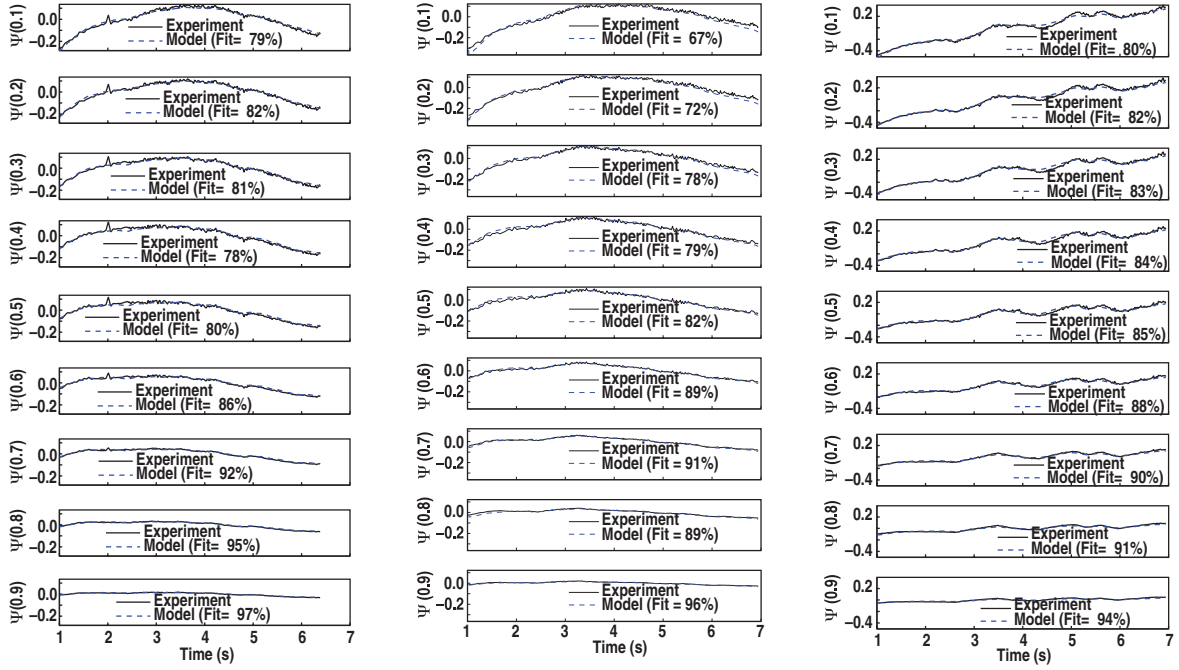 Ψ(0.1)
0.0
−0.2
Experiment
Model (Fit= 79%)
Ψ(0.2)
0.0
−0.2
Experiment
Model (Fit= 82%)
Ψ(0.3)
0.0
−0.2
Experiment
Model (Fit= 81%)
Ψ(0.4)
0.0
−0.2
Experiment
Model (Fit= 78%)
1 2 3 4 5 6 7
Ψ(0.5)
0.0
−0.2
Experiment
Model (Fit= 80%)
Ψ(0.6)
0.0
−0.2
Experiment
Model (Fit= 86%)
Ψ(0.7)
0.0
−0.2
Experiment
Model (Fit= 92%)
Ψ(0.8)
0.0
−0.2
Experiment
Model (Fit= 95%)
Ψ(0.9)
0.0
−0.2
Experiment
Model (Fit= 97%)
1 2 3 4 5 6 7
Time (s)
Ψ (0.1)
0.0
−0.2
Experiment
Model (Fit = 67%)
Ψ (0.2)
0.0
−0.2
Experiment
Model (Fit = 72%)
Ψ (0.3)
0.0
−0.2
Experiment
Model (Fit = 78%)
Ψ (0.4)
0.0
−0.2
Experiment
Model (Fit = 79%)
Ψ (0.5)
0.0
−0.2
Experiment
Model (Fit = 82%)
Ψ (0.6)
0.0
−0.2
Experiment
Model (Fit = 89%)
Ψ (0.7)
0.0
−0.2
Experiment
Model (Fit = 91%)
Ψ (0.8)
0.0
−0.2
Experiment
Model (Fit = 89%)
Ψ (0.9)
0.0
−0.2
Experiment
Model (Fit = 96%)
1 2 3 4 5 6 7
Time (s)
Ψ (0.1)
0.2
−0.4
Experiment
Model (Fit= 80%)
Ψ (0.2)
0.2
−0.4
Experiment
Model (Fit= 82%)
Ψ (0.3)
0.2
−0.4
Experiment
Model (Fit= 83%)
Ψ (0.4)
0.2
−0.4
Experiment
Model (Fit= 84%)
Ψ (0.5)
0.2
−0.4
Experiment
Model (Fit= 85%)
Ψ (0.6)
0.2
−0.4
Experiment
Model (Fit= 88%)
Ψ (0.7)
0.2
−0.4
Experiment
Model (Fit= 90%)
Ψ (0.8)
0.2
−0.4
Experiment
Model (Fit= 91%)
Ψ (0.9)
0.2
−0.4
Experiment
Model (Fit= 94%)
1 2 3 4 5 6 7
Time (s)